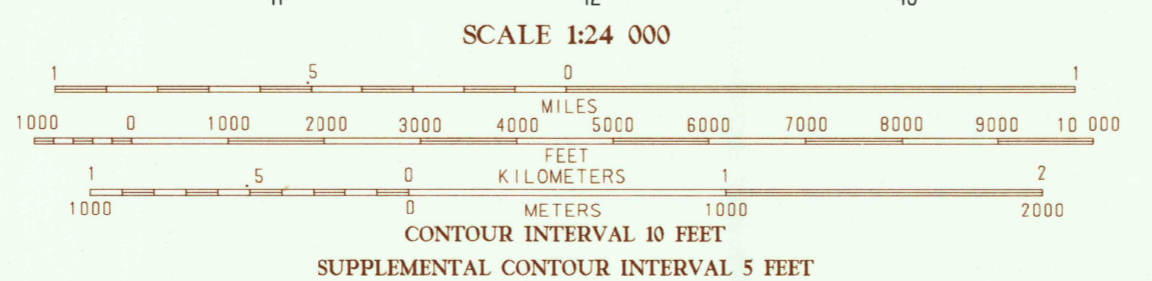 SCALE 1:24 000
1 .5 0 1
MILES
1000 0 1000 2000 3000 4000 5000 6000 7000 8000 9000 10 000
FEET
1 .5 0 KILOMETERS 1 2
1000 0 METERS 1000 2000
CONTOUR INTERVAL 10 FEET
SUPPLEMENTAL CONTOUR INTERVAL 5 FEET